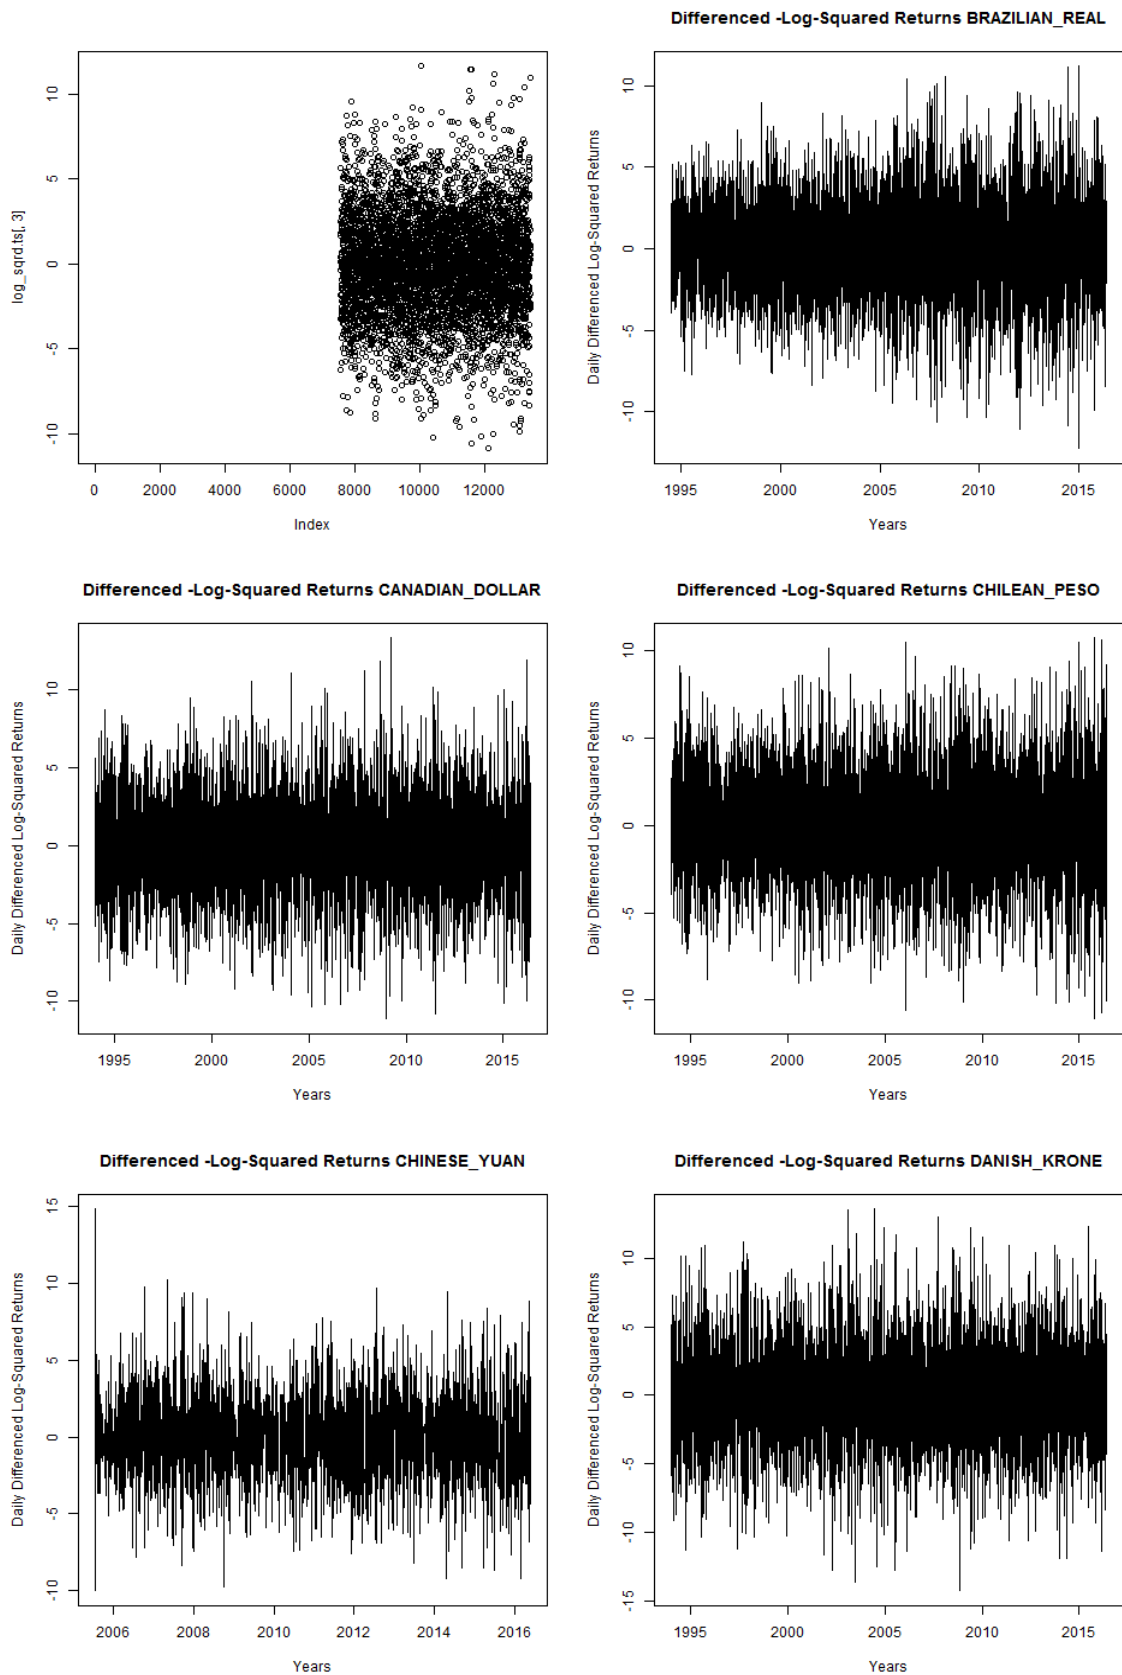 Differenced -Log-Squared Returns BRAZILIAN_REAL
log_sqrd.ts[, 3]
10
5
0
-5
-10
0 2000 4000 6000 8000 10000 12000
Index
Daily Differenced Log-Squared Returns
10
5
0
-5
-10
1995 2000 2005 2010 2015
Years
Differenced -Log-Squared Returns CANADIAN_DOLLAR
Daily Differenced Log-Squared Returns
10
5
0
-5
-10
1995 2000 2005 2010 2015
Years
Differenced -Log-Squared Returns CHILEAN_PESO
Daily Differenced Log-Squared Returns
10
5
0
-5
-10
1995 2000 2005 2010 2015
Years
Differenced -Log-Squared Returns CHINESE_YUAN
Daily Differenced Log-Squared Returns
15
10
5
0
-5
-10
2006 2008 2010 2012 2014 2016
Years
Differenced -Log-Squared Returns DANISH_KRONE
Daily Differenced Log-Squared Returns
10
5
0
-5
-10
-15
1995 2000 2005 2010 2015
Years